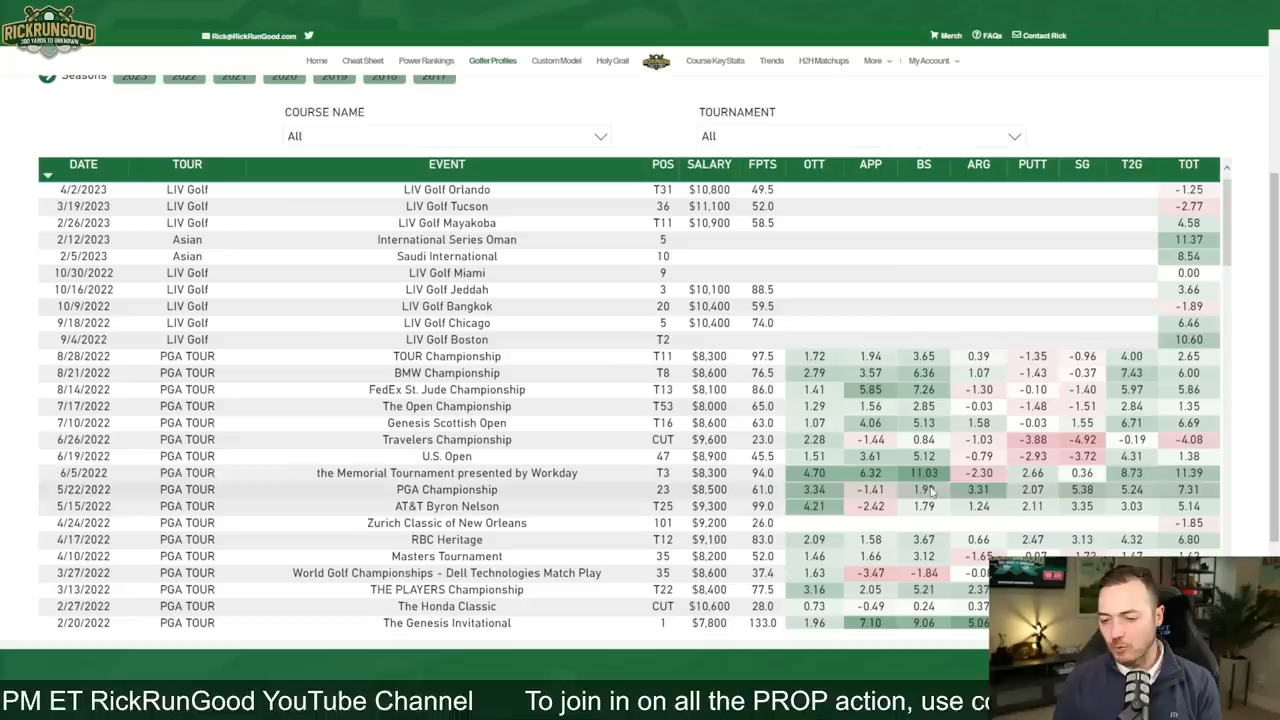 RICKRUNGOOD
300 YARDS TO UNKNOWN
Rick@RickRunGood.com
Merch FAQs Contact Rick
Home Cheat Sheet Power Rankings Golfer Profiles Custom Model Holy Grail Course Key Stats Trends H2H Matchups More | My Account
Seasons 2023 2022 2021 2020 2019 2018 2017
COURSE NAME TOURNAMENT
All All
DATE TOUR EVENT POS SALARY FPTS OTT APP BS ARG PUTT SG T2G TOT
4/2/2023 LIV Golf LIV Golf Orlando T31 $10,800 49.5 -1.25
3/19/2023 LIV Golf LIV Golf Tucson 36 $11,100 52.0 -2.77
2/26/2023 LIV Golf LIV Golf Mayakoba T11 $10,900 58.5 4.58
2/12/2023 Asian International Series Oman 5 11.37
2/5/2023 Asian Saudi International 10 8.54
10/30/2022 LIV Golf LIV Golf Miami 9 0.00
10/16/2022 LIV Golf LIV Golf Jeddah 3 $10,100 88.5 3.66
10/9/2022 LIV Golf LIV Golf Bangkok 20 $10,400 59.5 -1.89
9/18/2022 LIV Golf LIV Golf Chicago 5 $10,400 74.0 6.46
9/4/2022 LIV Golf LIV Golf Boston T2 10.60
8/28/2022 PGA TOUR TOUR Championship T11 $8,300 97.5 1.72 1.94 3.65 0.39 -1.35 -0.96 4.00 2.65
8/21/2022 PGA TOUR BMW Championship T8 $8,600 76.5 2.79 3.57 6.36 1.07 -1.43 -0.37 7.43 6.00
8/14/2022 PGA TOUR FedEx St. Jude Championship T13 $8,100 86.0 1.41 5.85 7.26 -1.30 -0.10 -1.40 5.97 5.86
7/17/2022 PGA TOUR The Open Championship T53 $8,000 65.0 1.29 1.56 2.85 -0.03 -1.48 -1.51 2.84 1.35
7/10/2022 PGA TOUR Genesis Scottish Open T16 $8,600 63.0 1.07 4.06 5.13 1.58 -0.03 1.55 6.71 6.69
6/26/2022 PGA TOUR Travelers Championship CUT $9,600 23.0 2.28 -1.44 0.84 -1.03 -3.88 -4.92 -0.19 -4.08
6/19/2022 PGA TOUR U.S. Open 47 $8,900 45.5 1.51 3.61 5.12 -0.79 -2.93 -3.72 4.31 1.38
6/5/2022 PGA TOUR the Memorial Tournament presented by Workday T3 $8,300 94.0 4.70 6.32 11.03 -2.30 2.66 0.36 8.73 11.39
5/22/2022 PGA TOUR PGA Championship 23 $8,500 61.0 3.34 -1.41 3.31 2.07 5.38 5.24 7.31
5/15/2022 PGA TOUR AT&T Byron Nelson T25 $9,300 99.0 4.21 -2.42 1.79 1.24 2.11 3.35 3.03 5.14
4/24/2022 PGA TOUR Zurich Classic of New Orleans 101 $9,200 26.0 -1.85
4/17/2022 PGA TOUR RBC Heritage T12 $9,100 83.0 2.09 1.58 3.67 0.66 2.47 3.13 4.32 6.80
4/10/2022 PGA TOUR Masters Tournament 35 $8,200 52.0 1.46 1.66 3.12
3/27/2022 PGA TOUR World Golf Championships - Dell Technologies Match Play 35 $8,600 37.4 1.63 -3.47 -1.84
3/13/2022 PGA TOUR THE PLAYERS Championship T22 $8,400 77.5 3.16 2.05 5.21 2.37
2/27/2022 PGA TOUR The Honda Classic CUT $10,600 28.0 0.73 -0.49 0.24 0.37
2/20/2022 PGA TOUR The Genesis Invitational 1 $7,800 133.0 1.96 7.10 9.06 5.06
PM ET RickRunGood YouTube Channel To join in on all the PROP action, use